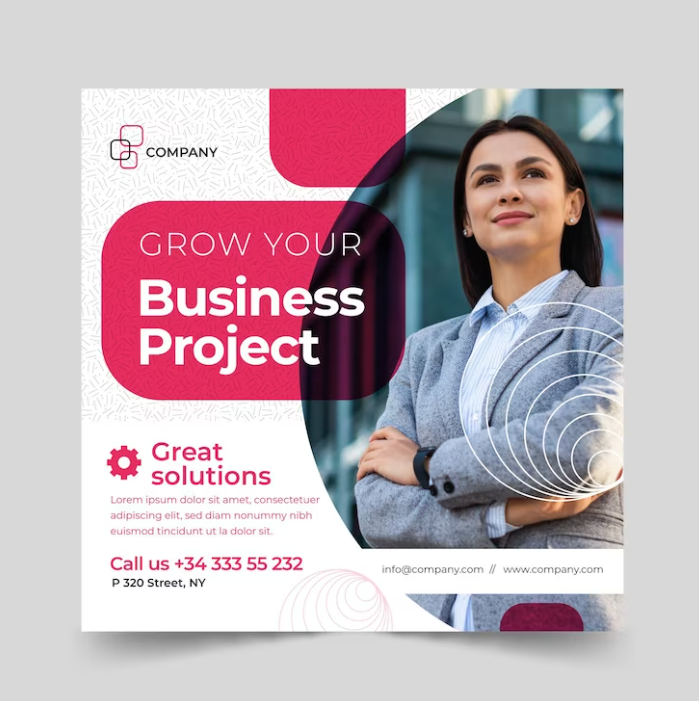 COMPANY
GROW YOUR
Business
Project
Great
solutions
Lorem ipsum dolor sit amet, consectetuer
adipiscing elit, sed diam nonummy nibh
euismod tincidunt ut la dolor sit.
Call us +34 333 55 232
P 320 Street, NY
info@company.com // www.company.com